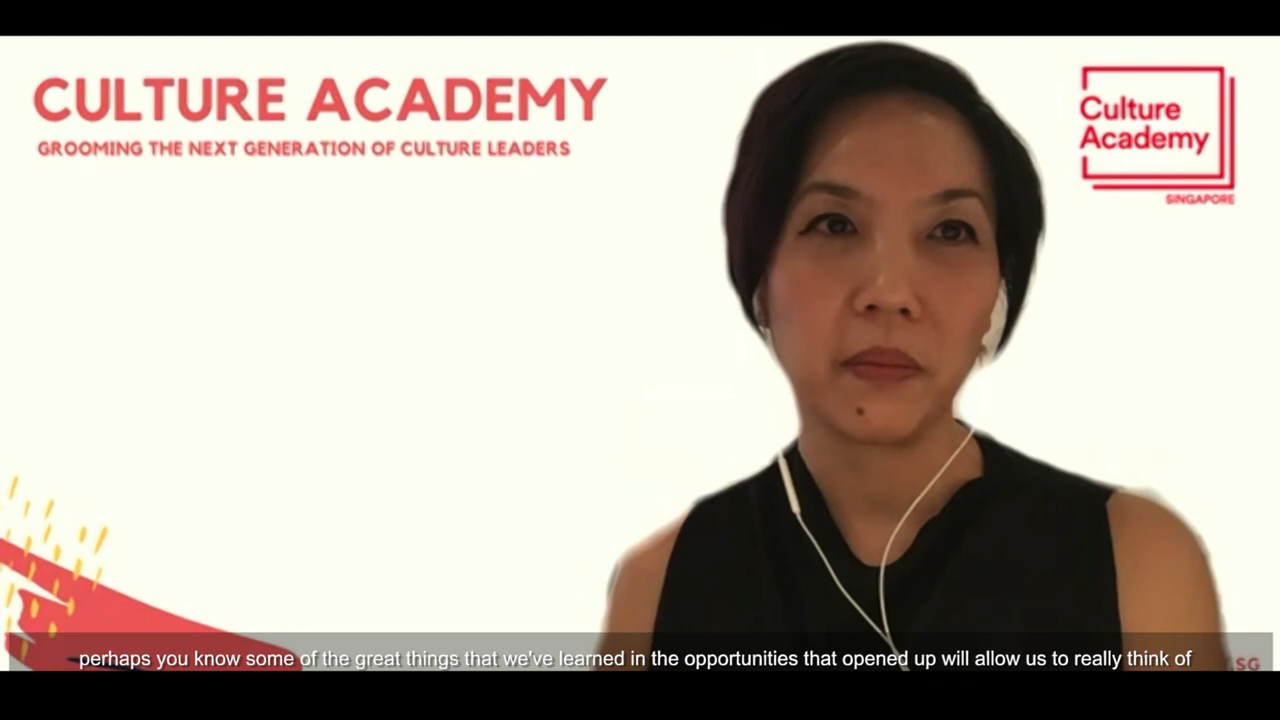 CULTURE ACADEMY
GROOMING THE NEXT GENERATION OF CULTURE LEADERS
Culture
Academy
SINGAPORE
perhaps you know some of the great things that we've learned in the opportunities that opened up will allow us to really think of
.SG